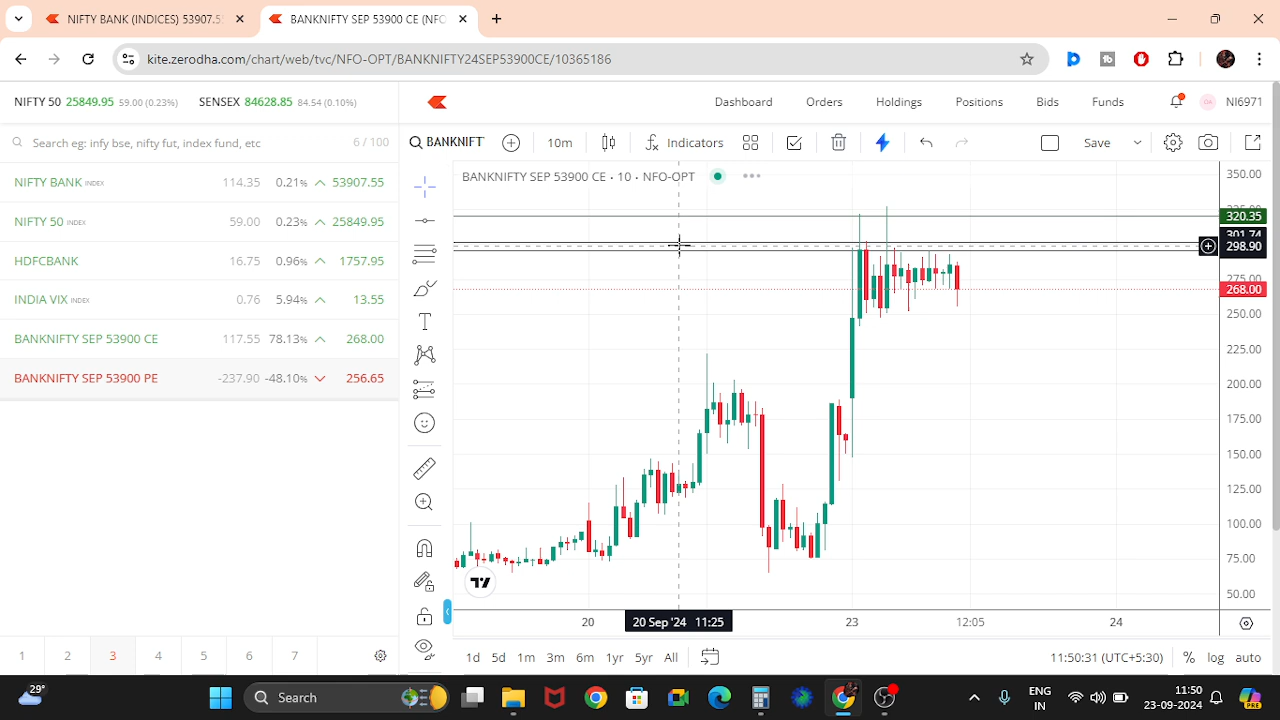 NIFTY BANK (INDICES) 53907.5
BANKNIFTY SEP 53900 CE (NFO
kite.zerodha.com/chart/web/tvc/NFO-OPT/BANKNIFTY24SEP53900CE/10365186
NIFTY 50 25849.95 59.00 (0.23%) SENSEX 84628.85 84.54 (0.10%)
Dashboard Orders Holdings Positions Bids Funds NI6971
Search eg: infy bse, nifty fut, index fund, etc 6 / 100
BANKNIFT 10m Indicators Save
NIFTY BANK INDEX 114.35 0.21% 53907.55
NIFTY 50 INDEX 59.00 0.23% 25849.95
HDFCBANK 16.75 0.96% 1757.95
INDIA VIX INDEX 0.76 5.94% 13.55
BANKNIFTY SEP 53900 CE 117.55 78.13% 268.00
BANKNIFTY SEP 53900 PE -237.90 -48.10% 256.65
BANKNIFTY SEP 53900 CE · 10 · NFO-OPT
350.00
320.35
301.74
298.90
275.00
268.00
250.00
225.00
200.00
175.00
150.00
125.00
100.00
75.00
50.00
20 20 Sep '24 11:25 23 12:05 24
1 2 3 4 5 6 7
1d 5d 1m 3m 6m 1yr 5yr All 11:50:31 (UTC+5:30) % log auto
29°
Search
ENG
IN
11:50
23-09-2024
PRE